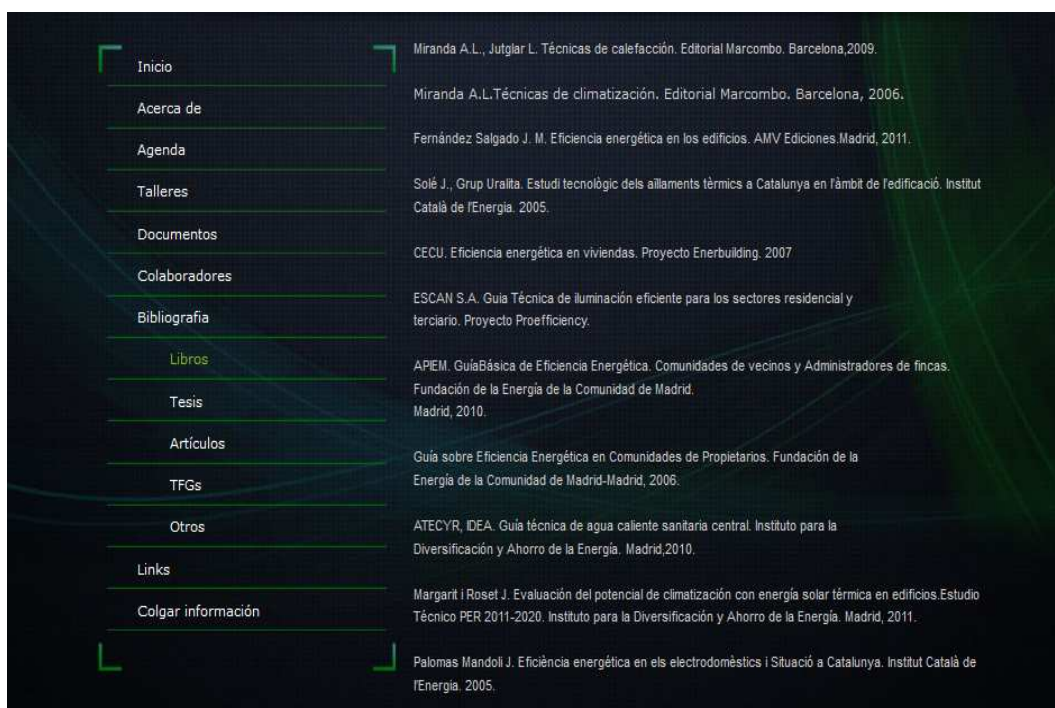 Inicio
Acerca de
Agenda
Talleres
Documentos
Colaboradores
Bibliografia
Libros
Tesis
Artículos
TFGs
Otros
Links
Colgar información
Miranda A.L., Jutglar L. Técnicas de calefacción. Editorial Marcombo. Barcelona,2009.
Miranda A.L.Técnicas de climatización. Editorial Marcombo. Barcelona, 2006.
Fernández Salgado J. M. Eficiencia energética en los edificios. AMV Ediciones.Madrid, 2011.
Solé J., Grup Uralita. Estudi tecnològic dels aïllaments tèrmics a Catalunya en l'àmbit de l'edificació. Institut
Català de l'Energia. 2005.
CECU. Eficiencia energética en viviendas. Proyecto Enerbuilding. 2007
ESCAN S.A. Guia Técnica de iluminación eficiente para los sectores residencial y
terciario. Proyecto Proefficiency.
APIEM. GuíaBásica de Eficiencia Energética. Comunidades de vecinos y Administradores de fincas.
Fundación de la Energía de la Comunidad de Madrid.
Madrid, 2010.
Guía sobre Eficiencia Energética en Comunidades de Propietarios. Fundación de la
Energía de la Comunidad de Madrid-Madrid, 2006.
ATECYR, IDEA. Guía técnica de agua caliente sanitaria central. Instituto para la
Diversificación y Ahorro de la Energía. Madrid,2010.
Margarit i Roset J. Evaluación del potencial de climatización con energía solar térmica en edificios.Estudio
Técnico PER 2011-2020. Instituto para la Diversificación y Ahorro de la Energía. Madrid, 2011.
Palomas Mandoli J. Eficiència energética en els electrodomèstics i Situació a Catalunya. Institut Català de
l'Energia. 2005.